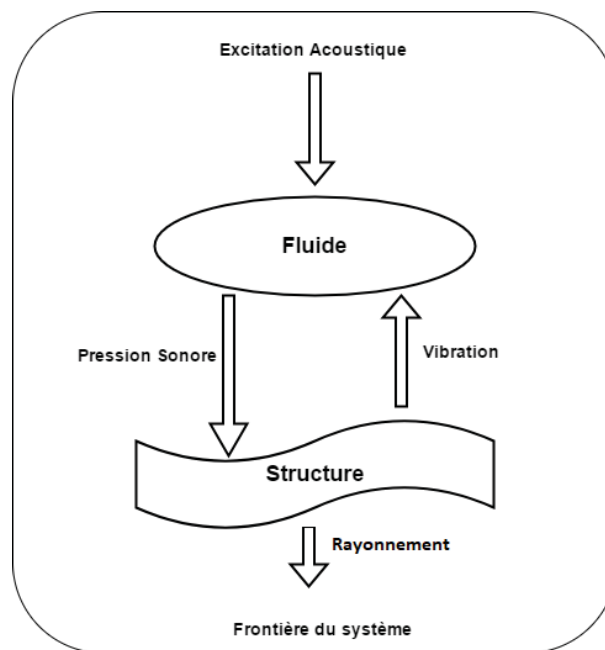 Excitation Acoustique
Fluide
Pression Sonore
Vibration
Structure
Rayonnement
Frontière du système